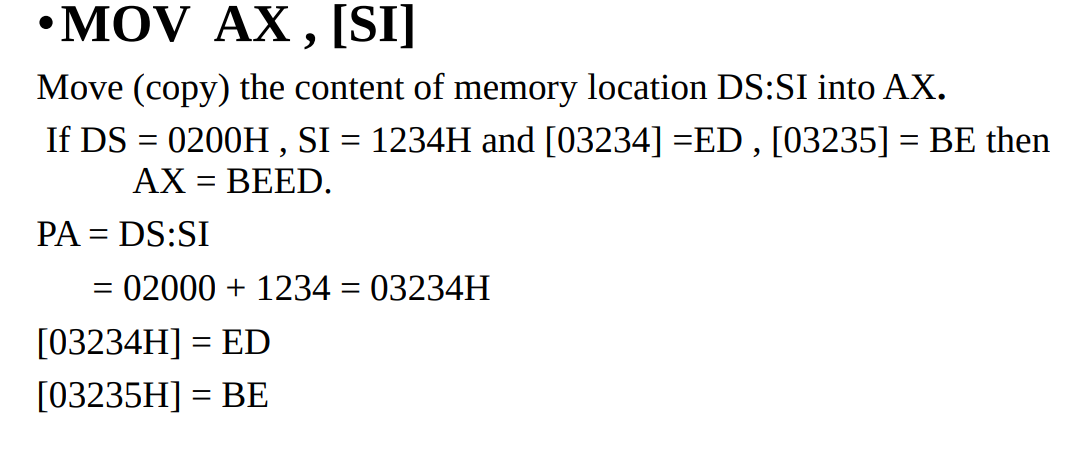 •MOV AX , [SI]
Move (copy) the content of memory location DS:SI into AX.
If DS = 0200H , SI = 1234H and [03234] =ED , [03235] = BE then
AX = BEED.
PA = DS:SI
= 02000 + 1234 = 03234H
[03234H] = ED
[03235H] = BE